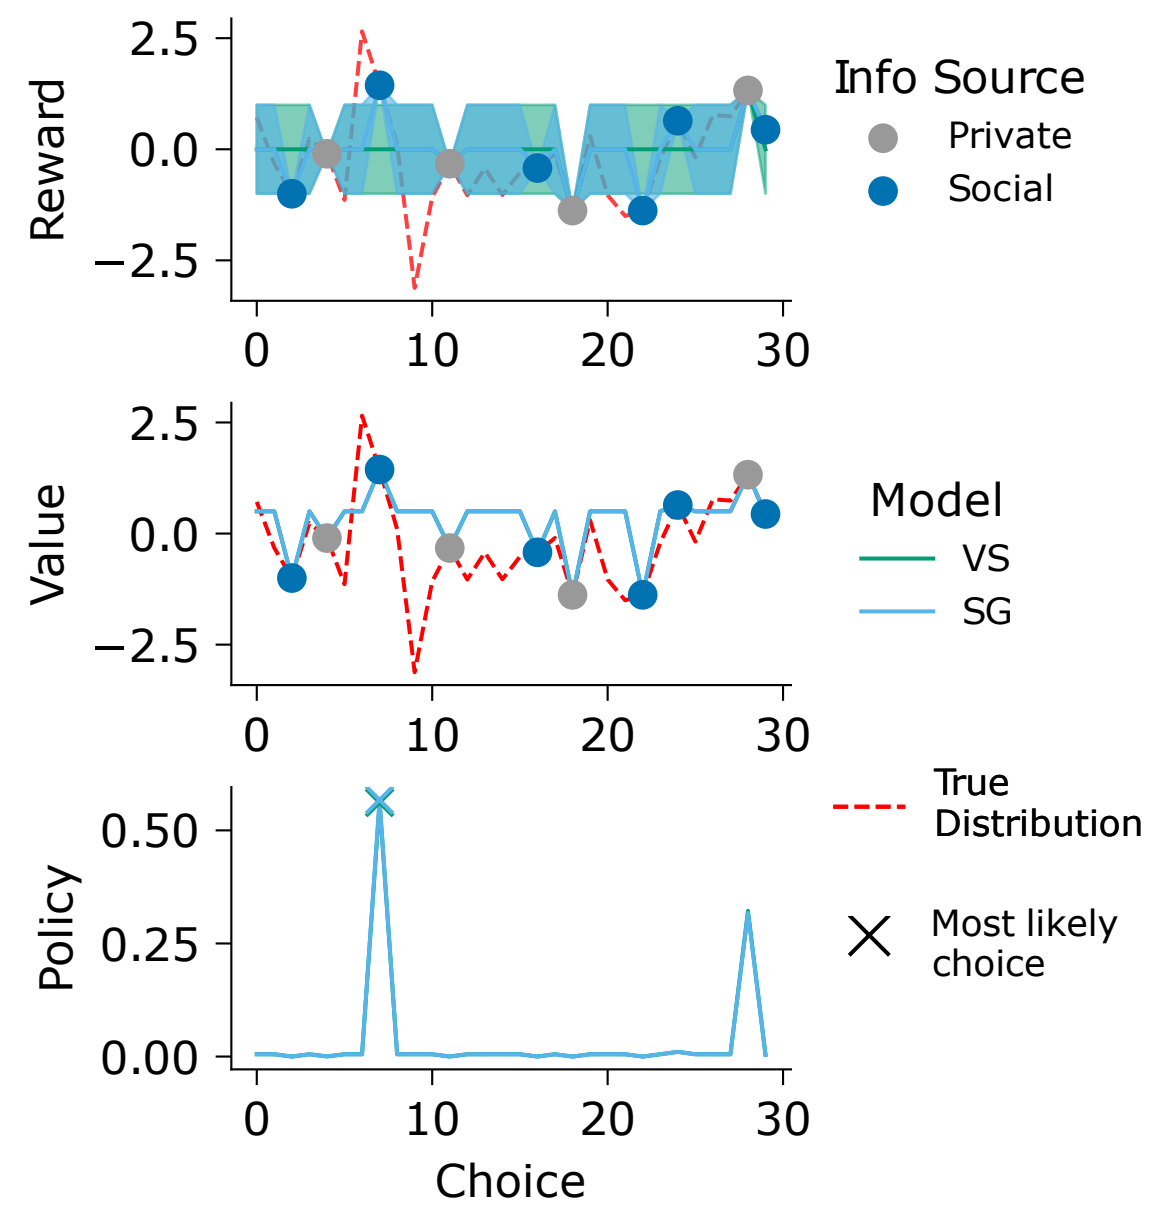 Reward
2.5
0.0
−2.5
0 10 20 30
Info Source
Private
Social
Value
2.5
0.0
−2.5
0 10 20 30
Model
VS
SG
Policy
0.50
0.25
0.00
0 10 20 30
Choice
True
Distribution
Most likely
choice